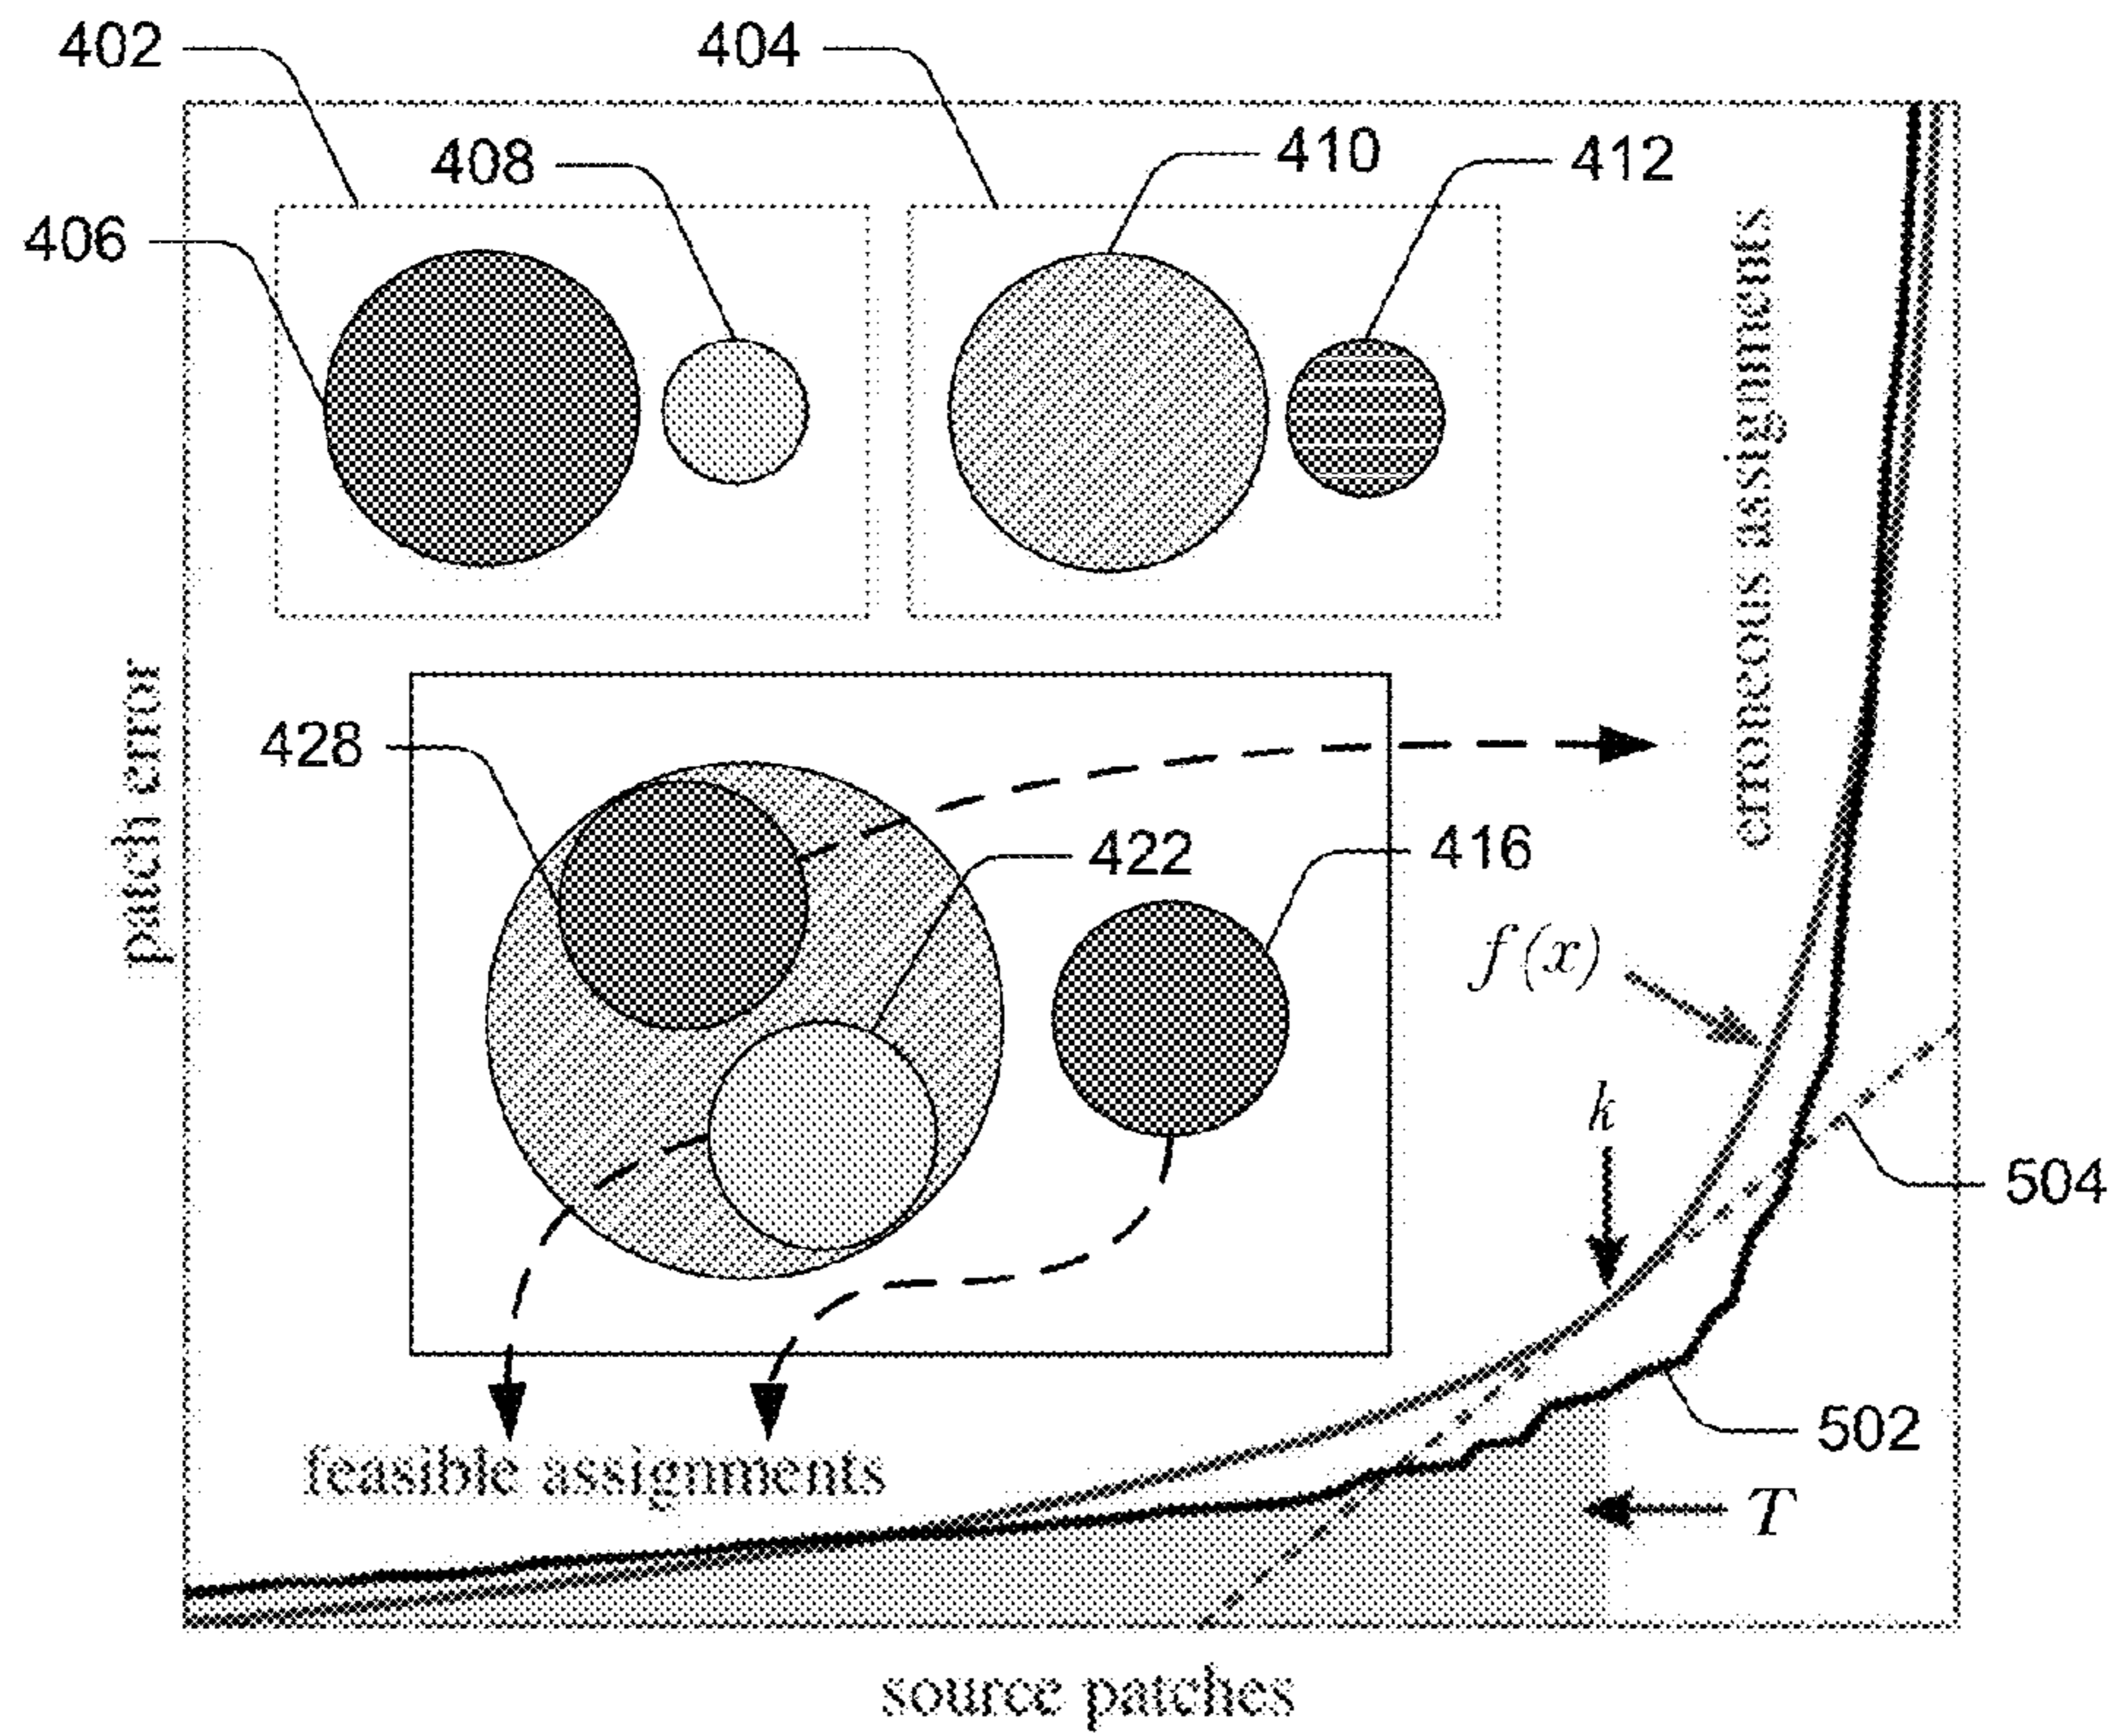 402
404
408
410
412
406
erroneous assignments
patch error
428
422
416
f(x)
k
504
502
feasible assignments
T
source patches